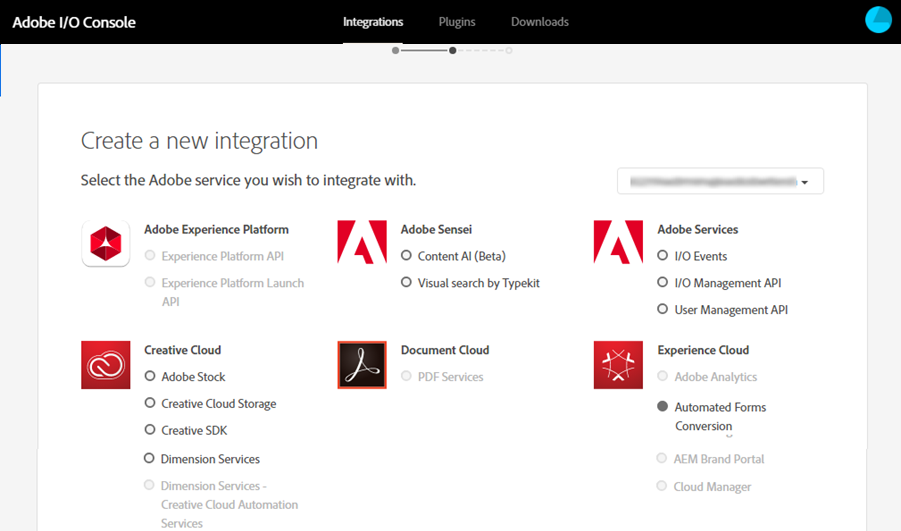 Adobe I/O Console
Integrations
Plugins
Downloads
Create a new integration
Select the Adobe service you wish to integrate with.
Adobe Experience Platform
Experience Platform API
Experience Platform Launch
API
Adobe Sensei
Content AI (Beta)
Visual search by Typekit
Adobe Services
I/O Events
I/O Management API
User Management API
Creative Cloud
Adobe Stock
Creative Cloud Storage
Creative SDK
Dimension Services
Dimension Services -
Creative Cloud Automation
Services
Document Cloud
PDF Services
Experience Cloud
Adobe Analytics
Automated Forms
Conversion
AEM Brand Portal
Cloud Manager